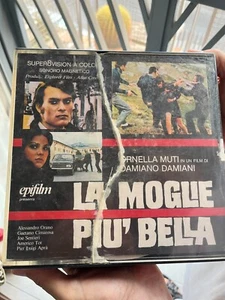 SUPER8VISION A COLORI
SONORO MAGNETICO
ORNELLA MUTI IN UN FILM DI
DAMIANO DAMIANI
epifilm
presenta
LA MOGLIE
PIU' BELLA
Alessandro Orano
Gaetano Cimarosa
Joe Sentieri
Amerigo Tot
Pier Luigi Aprà